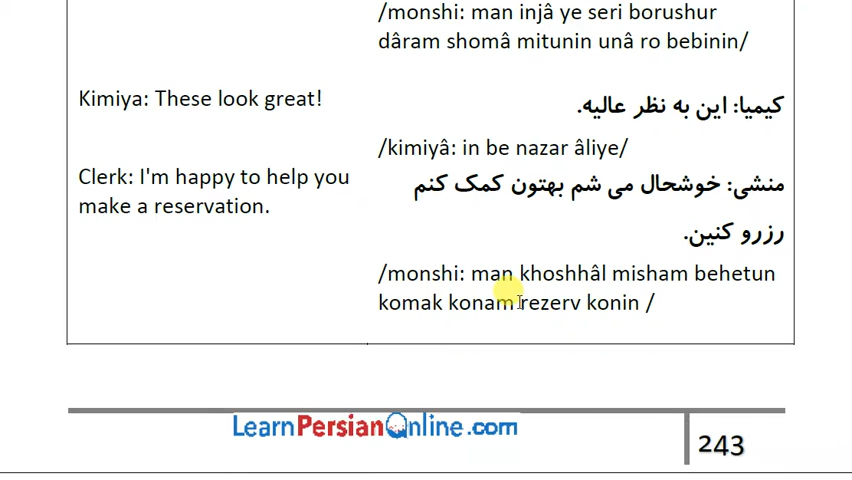 /monshi: man injâ ye seri borushur
dâram shomâ mitunin unâ ro bebinin/
Kimiya: These look great!
کیمیا: این به نظر عالیه.
/kimiyâ: in be nazar âliye/
Clerk: I'm happy to help you
make a reservation.
منشی: خوشحال می شم بهتون کمک کنم
رزرو کنین.
/monshi: man khoshhâl misham behetun
komak konam rezerv konin /
LearnPersianOnline.com
243